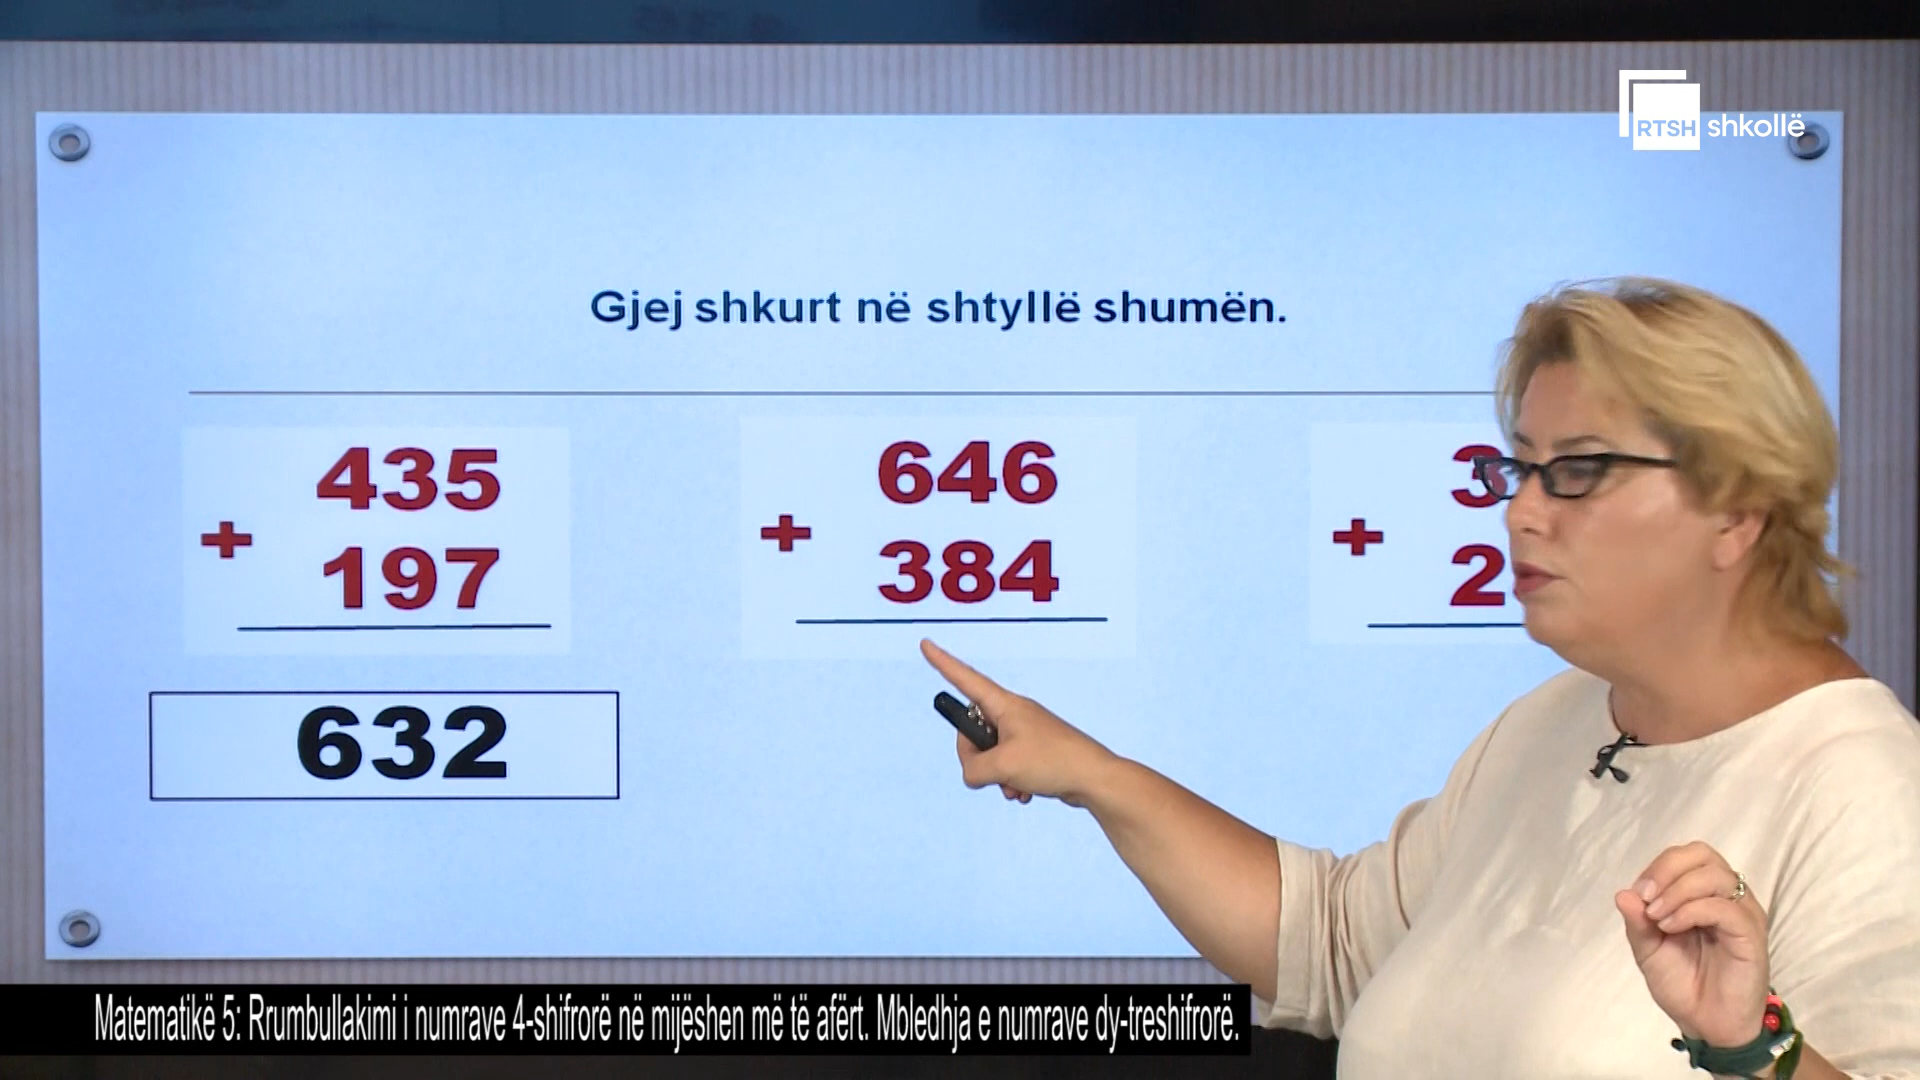 RTSH shkollë
Gjej shkurt në shtyllë shumën.
435
+
197
632
646
+
384
+
Matematikë 5: Rrumbullakimi i numrave 4-shifrorë në mijëshen më të afërt. Mbledhja e numrave dy-treshifrorë.